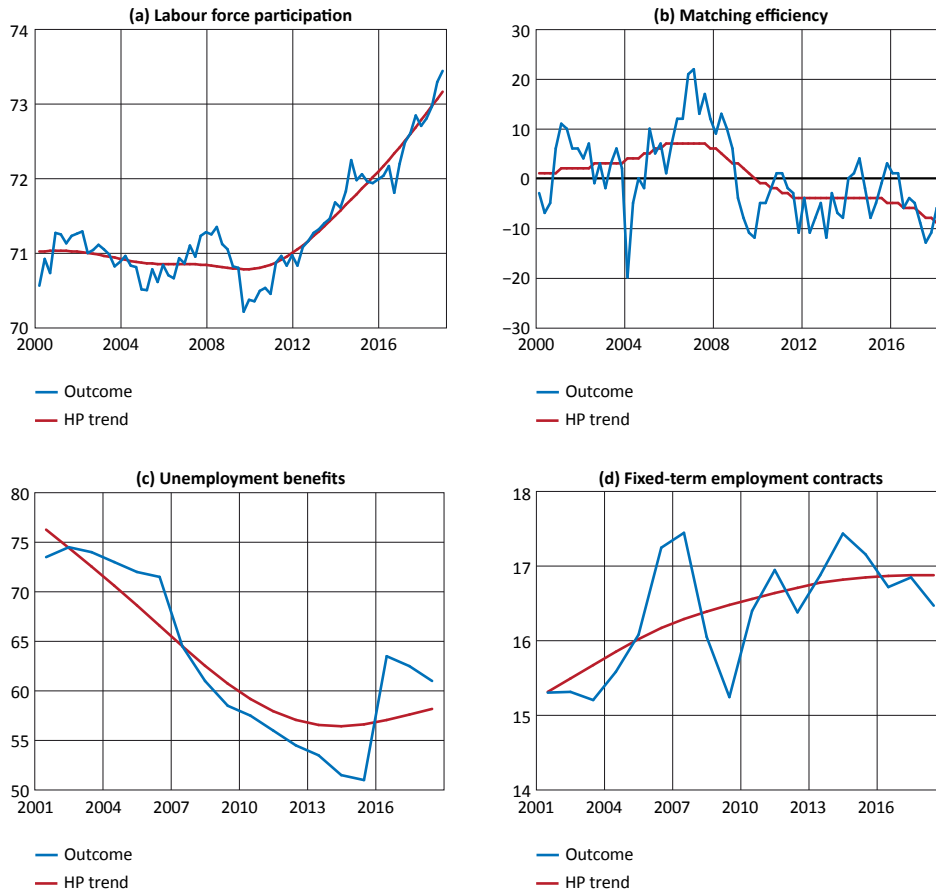 (a) Labour force participation
74
73
72
71
70
2000 2004 2008 2012 2016
Outcome
HP trend
(b) Matching efficiency
30
20
10
0
−10
−20
−30
2000 2004 2008 2012 2016
Outcome
HP trend
(c) Unemployment benefits
80
75
70
65
60
55
50
2001 2004 2007 2010 2013 2016
Outcome
HP trend
(d) Fixed-term employment contracts
18
17
16
15
14
2001 2004 2007 2010 2013 2016
Outcome
HP trend